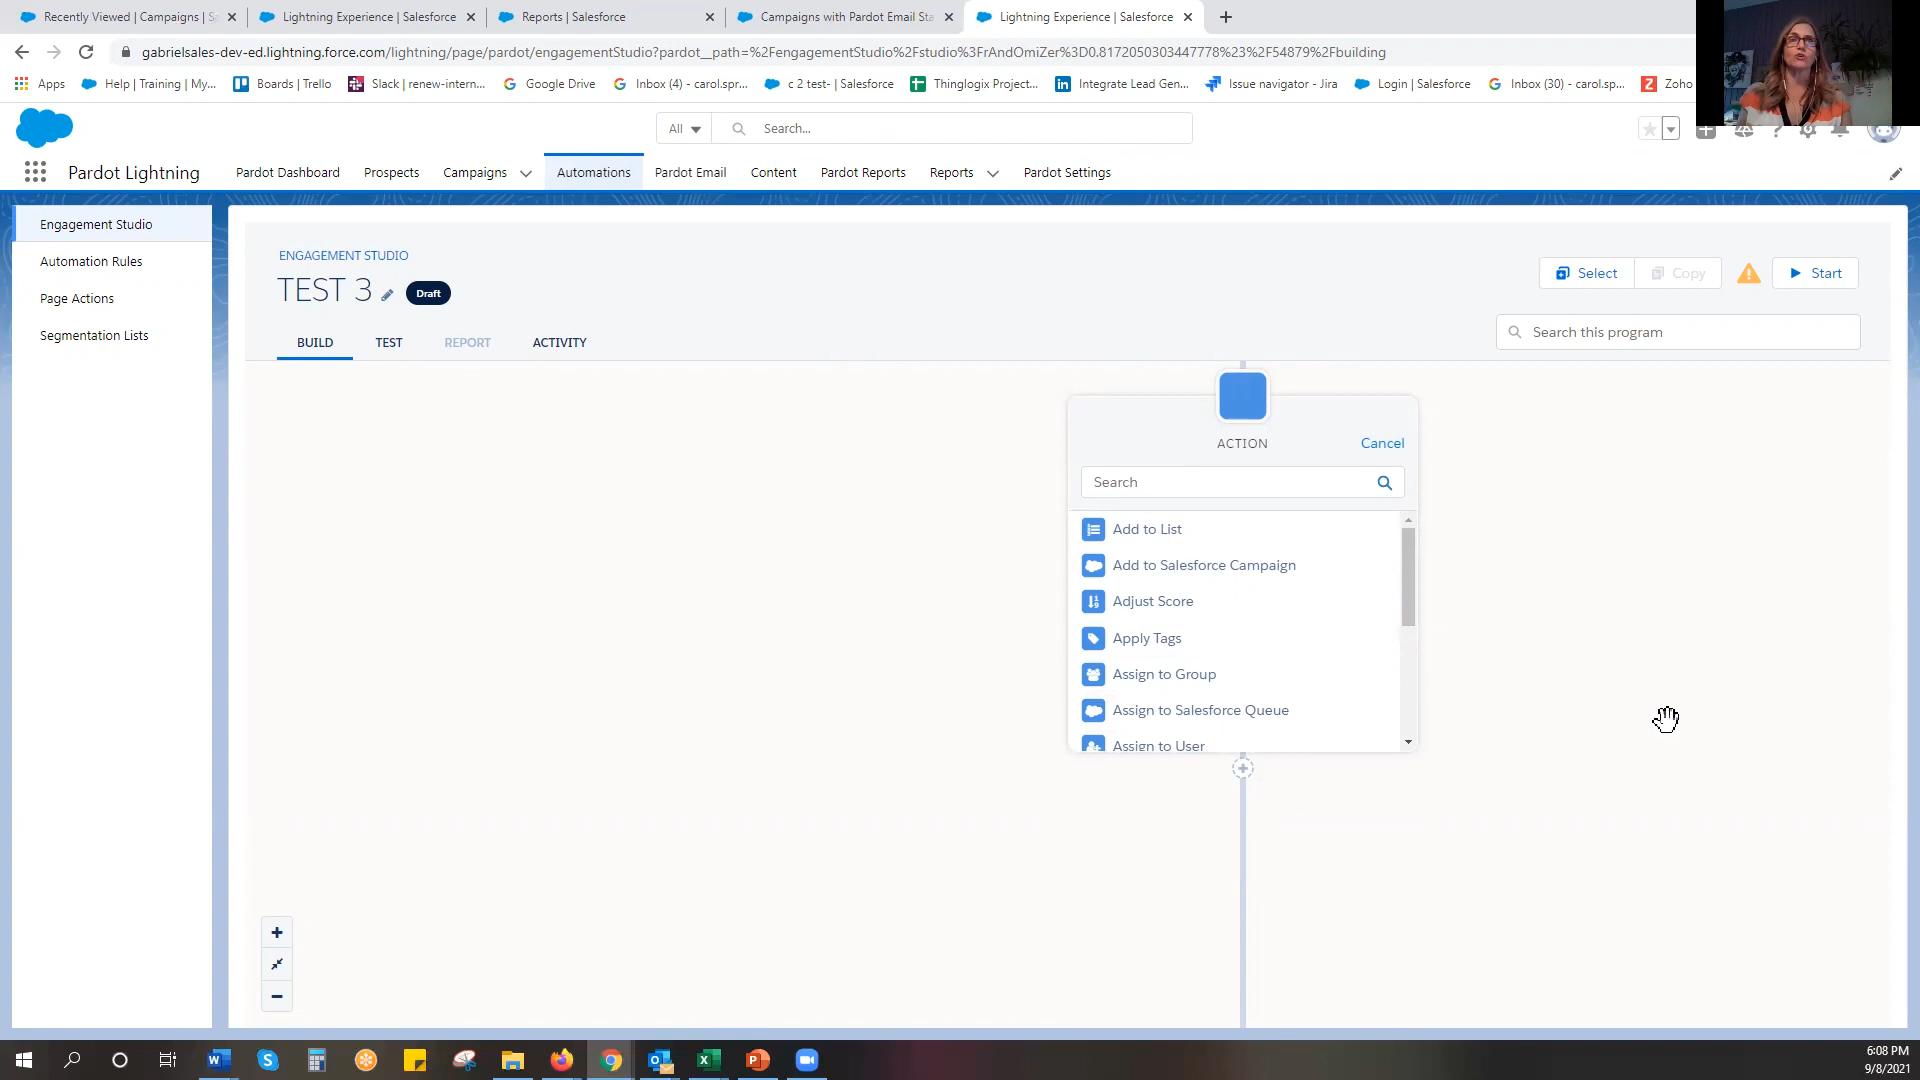 Recently Viewed | Campaigns | S
Lightning Experience | Salesforce
Reports | Salesforce
Campaigns with Pardot Email Sta
Lightning Experience | Salesforce
gabrielsales-dev-ed.lightning.force.com/lightning/page/pardot/engagementStudio?pardot__path=%2FengagementStudio%2Fstudio%3FrAndOmiZer%3D0.8172050303447778%23%2F54879%2Fbuilding
Apps
Help | Training | My...
Boards | Trello
Slack | renew-intern...
Google Drive
Inbox (4) - carol.spr...
c 2 test- | Salesforce
Thinglogix Project...
Integrate Lead Gen...
Issue navigator - Jira
Login | Salesforce
Inbox (30) - carol.sp...
Zoho
All
Search...
Pardot Lightning
Pardot Dashboard
Prospects
Campaigns
Automations
Pardot Email
Content
Pardot Reports
Reports
Pardot Settings
Engagement Studio
Automation Rules
Page Actions
Segmentation Lists
ENGAGEMENT STUDIO
TEST 3
Draft
Select
Copy
Start
BUILD
TEST
REPORT
ACTIVITY
Search this program
ACTION
Cancel
Search
Add to List
Add to Salesforce Campaign
Adjust Score
Apply Tags
Assign to Group
Assign to Salesforce Queue
Assign to User
6:08 PM
9/8/2021